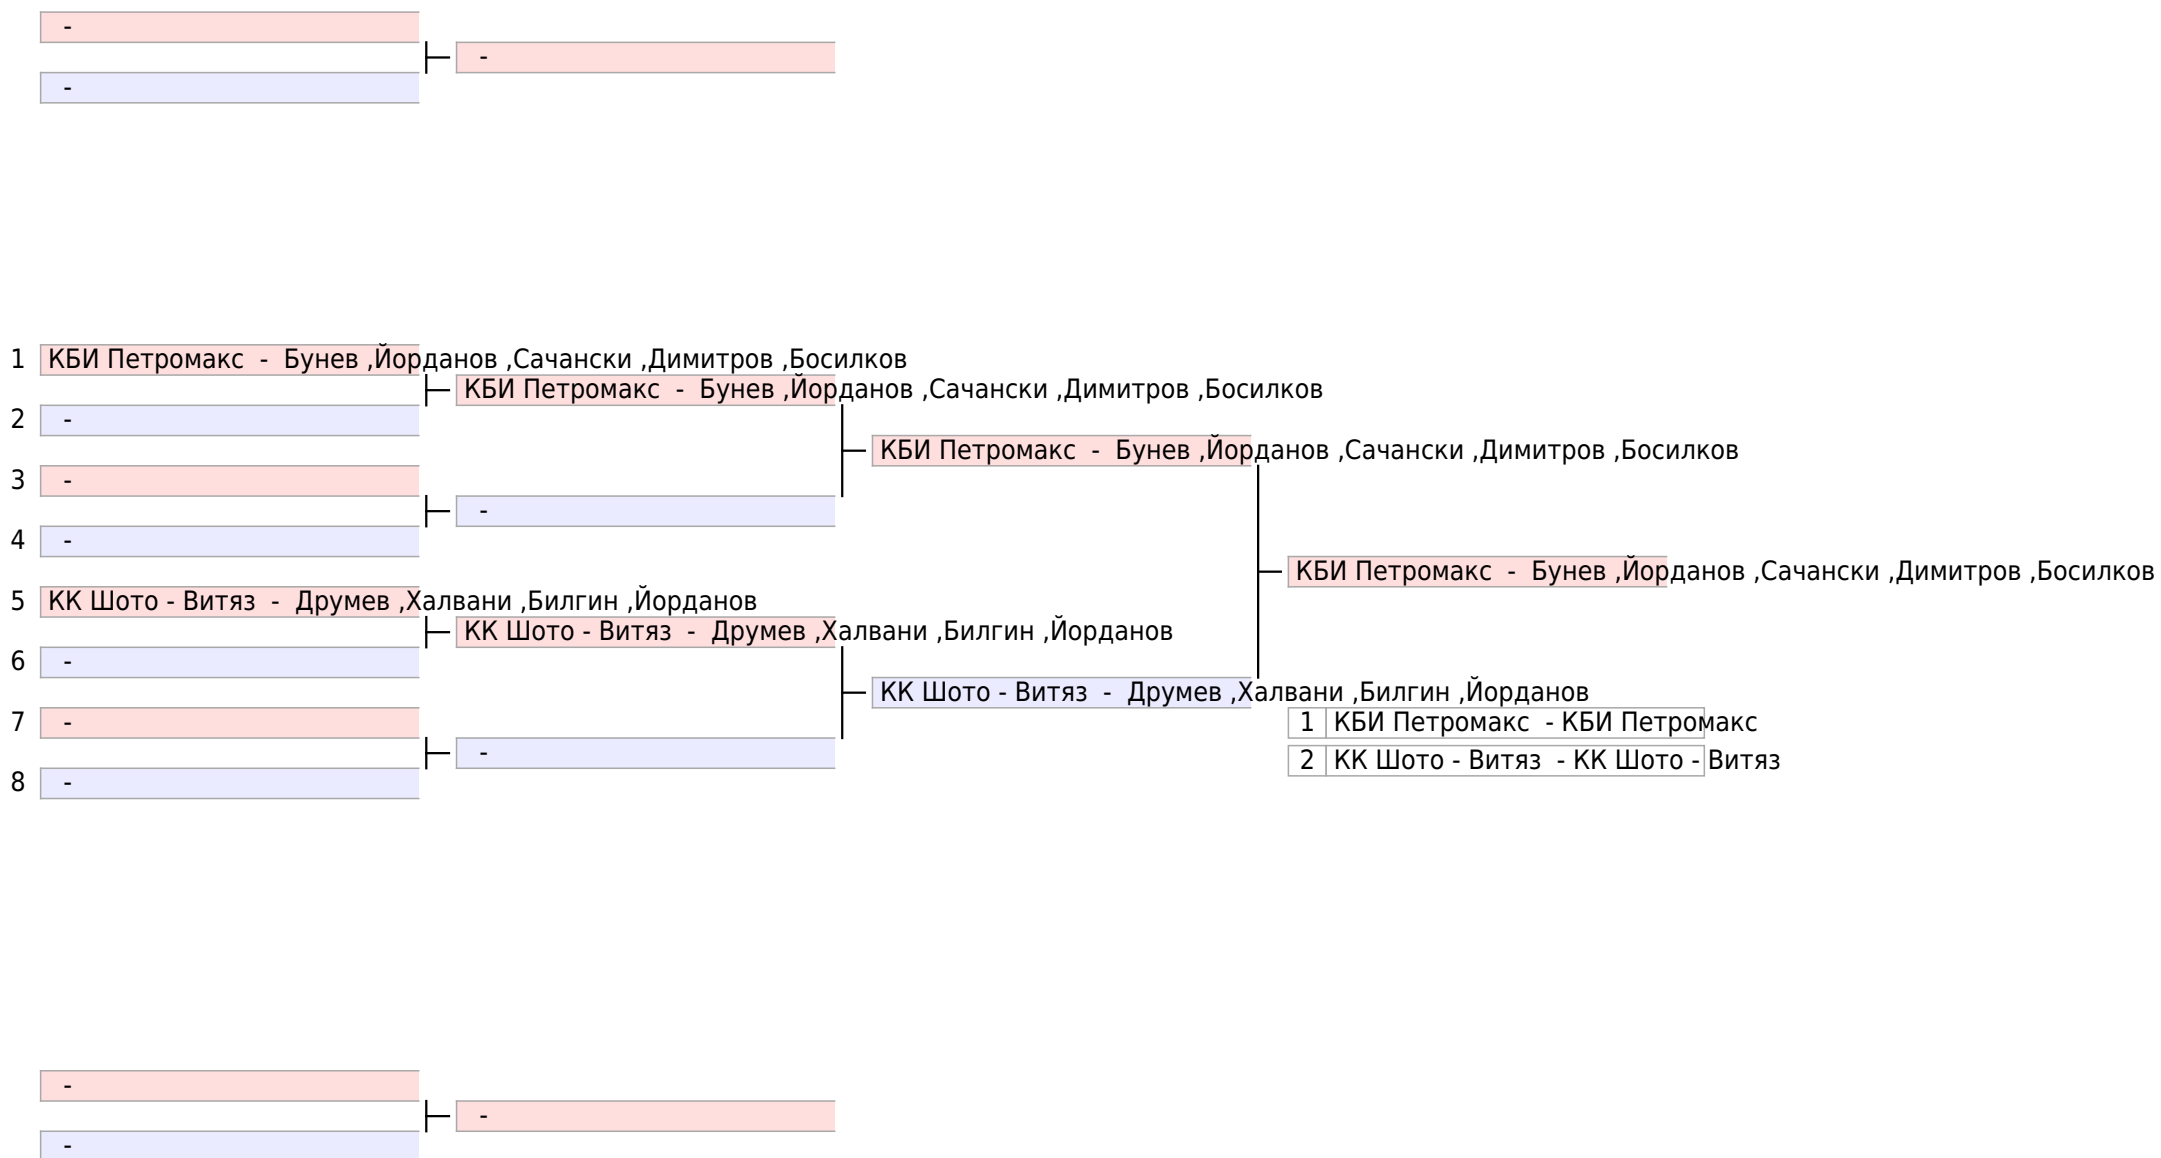 -
-
-
1 КБИ Петромакс - Бунев ,Йорданов ,Сачански ,Димитров ,Босилков
КБИ Петромакс - Бунев ,Йорданов ,Сачански ,Димитров ,Босилков
2 -
КБИ Петромакс - Бунев ,Йорданов ,Сачански ,Димитров ,Босилков
3 -
-
4 -
КБИ Петромакс - Бунев ,Йорданов ,Сачански ,Димитров ,Босилков
5 КК Шото - Витяз - Друмев ,Халвани ,Билгин ,Йорданов
КК Шото - Витяз - Друмев ,Халвани ,Билгин ,Йорданов
6 -
КК Шото - Витяз - Друмев ,Халвани ,Билгин ,Йорданов
7 -
1 КБИ Петромакс - КБИ Петромакс
-
2 КК Шото - Витяз - КК Шото - Витяз
8 -
-
-
-